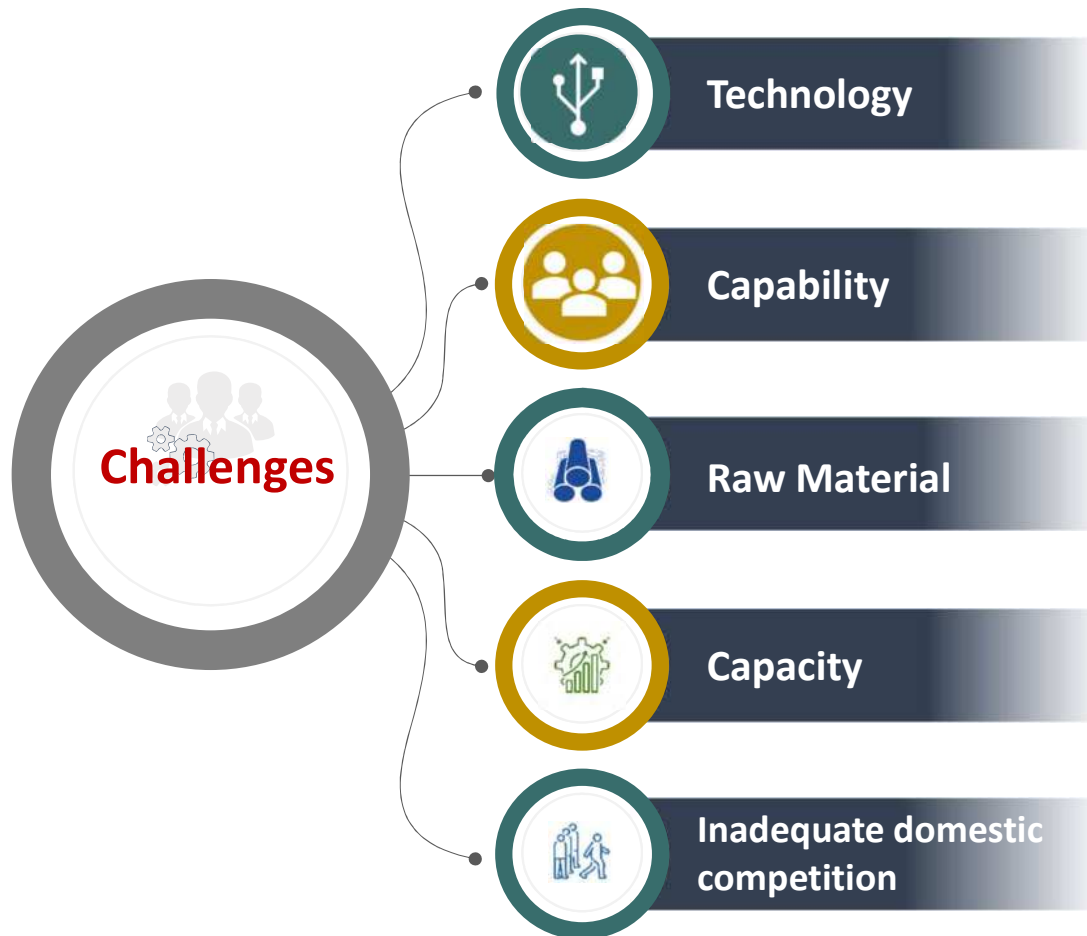 Challenges
Technology
Capability
Raw Material
Capacity
Inadequate domestic
competition